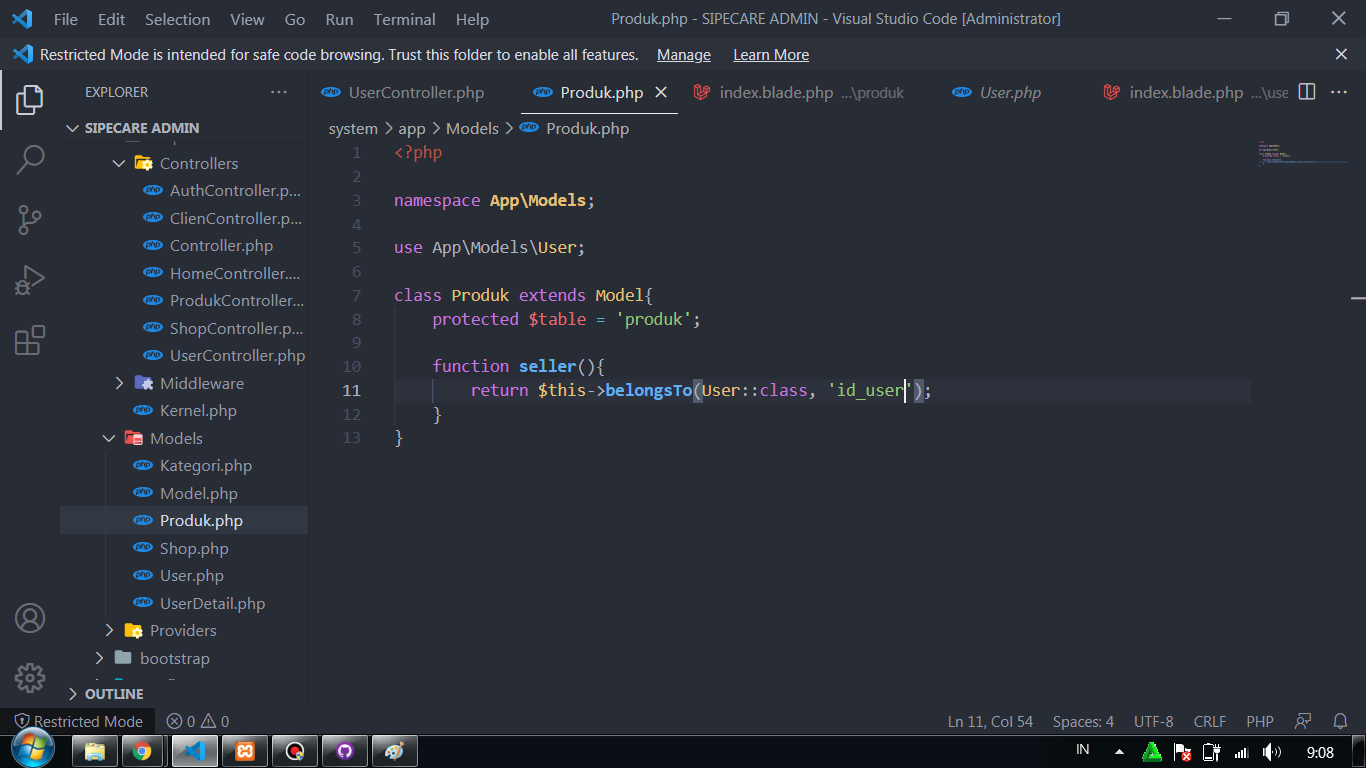 File Edit Selection View Go Run Terminal Help Produk.php - SIPECARE ADMIN - Visual Studio Code [Administrator]
Restricted Mode is intended for safe code browsing. Trust this folder to enable all features. Manage Learn More
EXPLORER
SIPECARE ADMIN
Controllers
AuthController.p...
ClienController.p...
Controller.php
HomeController....
ProdukController...
ShopController.p...
UserController.php
Middleware
Kernel.php
Models
Kategori.php
Model.php
Produk.php
Shop.php
User.php
UserDetail.php
Providers
bootstrap
OUTLINE
UserController.php Produk.php index.blade.php ...\produk User.php index.blade.php ...\use
system > app > Models > Produk.php
1 <?php
2
3 namespace App\Models;
4
5 use App\Models\User;
6
7 class Produk extends Model{
8 protected $table = 'produk';
9
10 function seller(){
11 return $this->belongsTo(User::class, 'id_user');
12 }
13 }
Restricted Mode 0 0 Ln 11, Col 54 Spaces: 4 UTF-8 CRLF PHP
IN 9:08